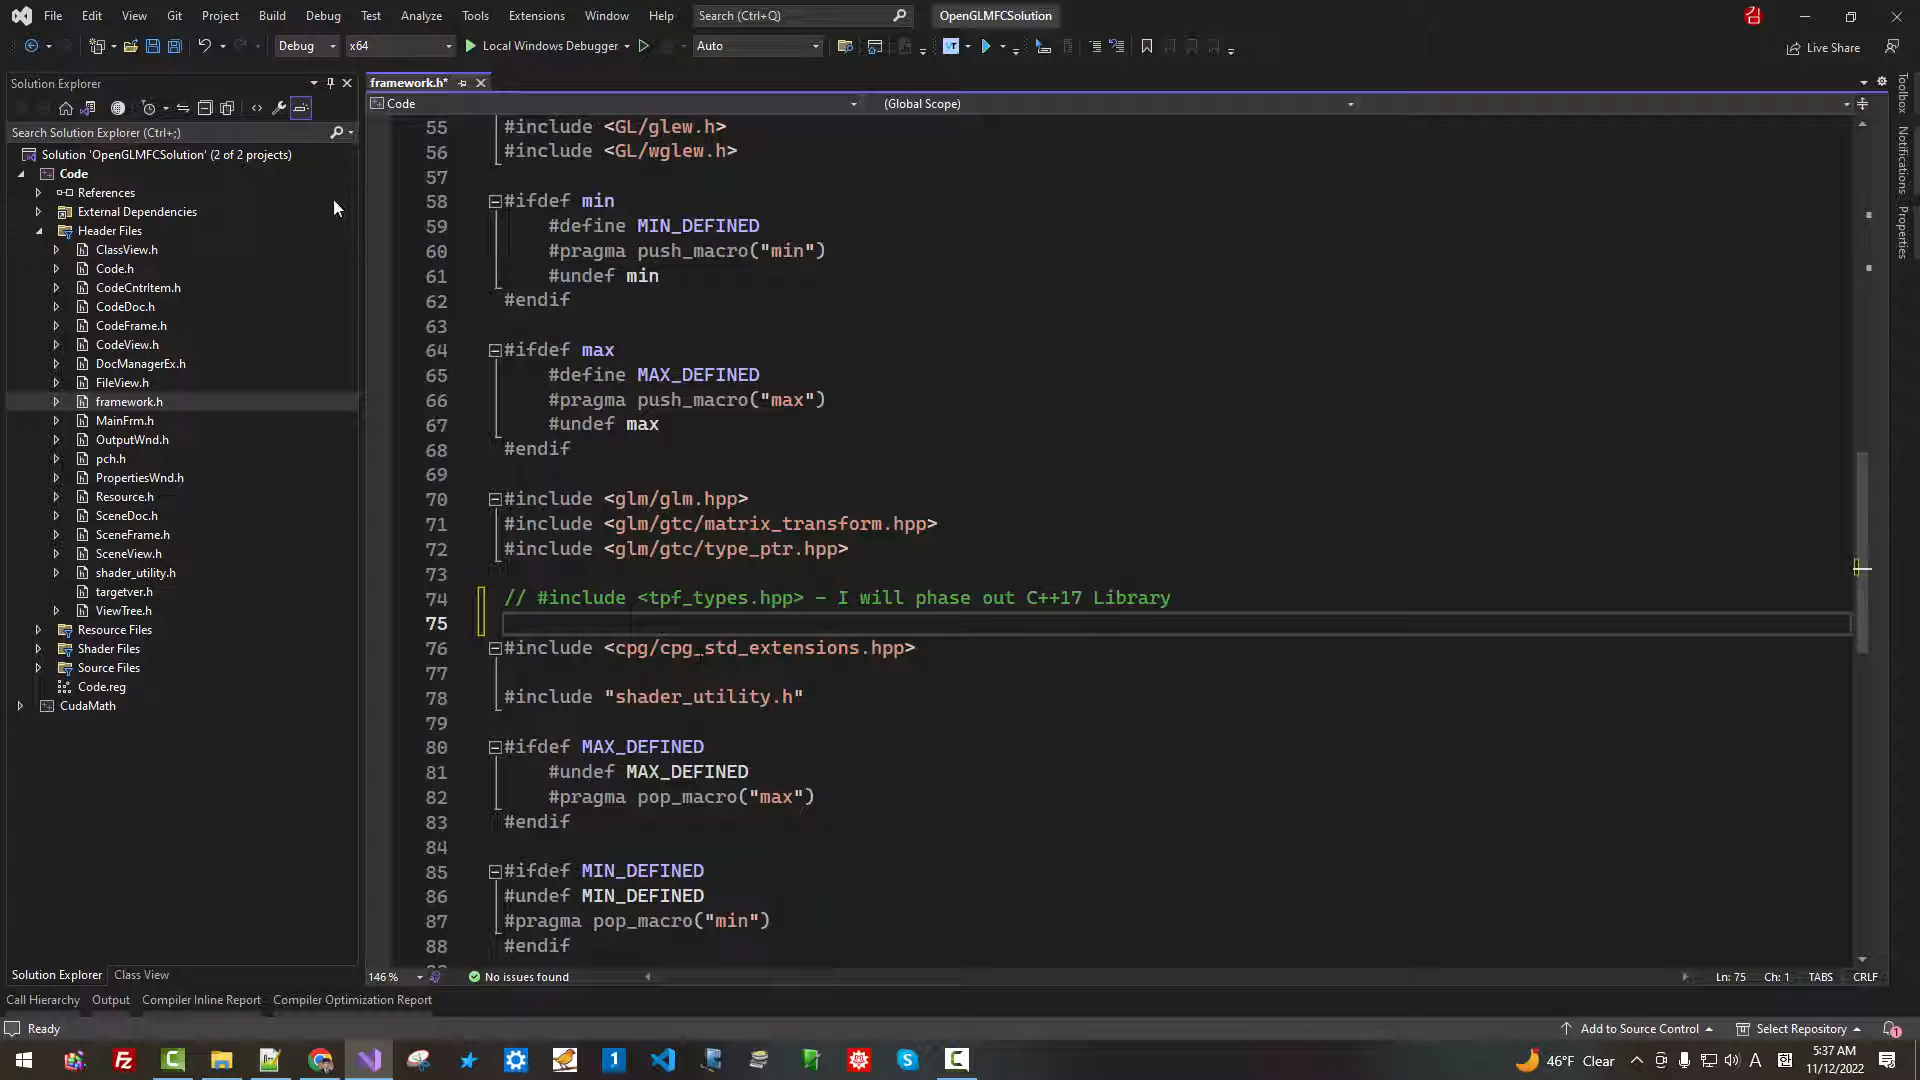 File Edit View Git Project Build Debug Test Analyze Tools Extensions Window Help Search (Ctrl+Q) OpenGLMFCSolution
Debug x64 Local Windows Debugger Auto Live Share
Solution Explorer
framework.h*
Code (Global Scope)
Search Solution Explorer (Ctrl+;)
Solution 'OpenGLMFCSolution' (2 of 2 projects)
Code
References
External Dependencies
Header Files
ClassView.h
Code.h
CodeCntrItem.h
CodeDoc.h
CodeFrame.h
CodeView.h
DocManagerEx.h
FileView.h
framework.h
MainFrm.h
OutputWnd.h
pch.h
PropertiesWnd.h
Resource.h
SceneDoc.h
SceneFrame.h
SceneView.h
shader_utility.h
targetver.h
ViewTree.h
Resource Files
Shader Files
Source Files
Code.reg
CudaMath
Solution Explorer Class View
55 #include <GL/glew.h>
56 #include <GL/wglew.h>
57
58 #ifdef min
59 #define MIN_DEFINED
60 #pragma push_macro("min")
61 #undef min
62 #endif
63
64 #ifdef max
65 #define MAX_DEFINED
66 #pragma push_macro("max")
67 #undef max
68 #endif
69
70 #include <glm/glm.hpp>
71 #include <glm/gtc/matrix_transform.hpp>
72 #include <glm/gtc/type_ptr.hpp>
73
74 // #include <tpf_types.hpp> - I will phase out C++17 Library
75
76 #include <cpg/cpg_std_extensions.hpp>
77
78 #include "shader_utility.h"
79
80 #ifdef MAX_DEFINED
81 #undef MAX_DEFINED
82 #pragma pop_macro("max")
83 #endif
84
85 #ifdef MIN_DEFINED
86 #undef MIN_DEFINED
87 #pragma pop_macro("min")
88 #endif
Toolbox
Notifications
Properties
146 % No issues found Ln: 75 Ch: 1 TABS CRLF
Call Hierarchy Output Compiler Inline Report Compiler Optimization Report
Ready Add to Source Control Select Repository 1
46°F Clear A 5:37 AM
11/12/2022